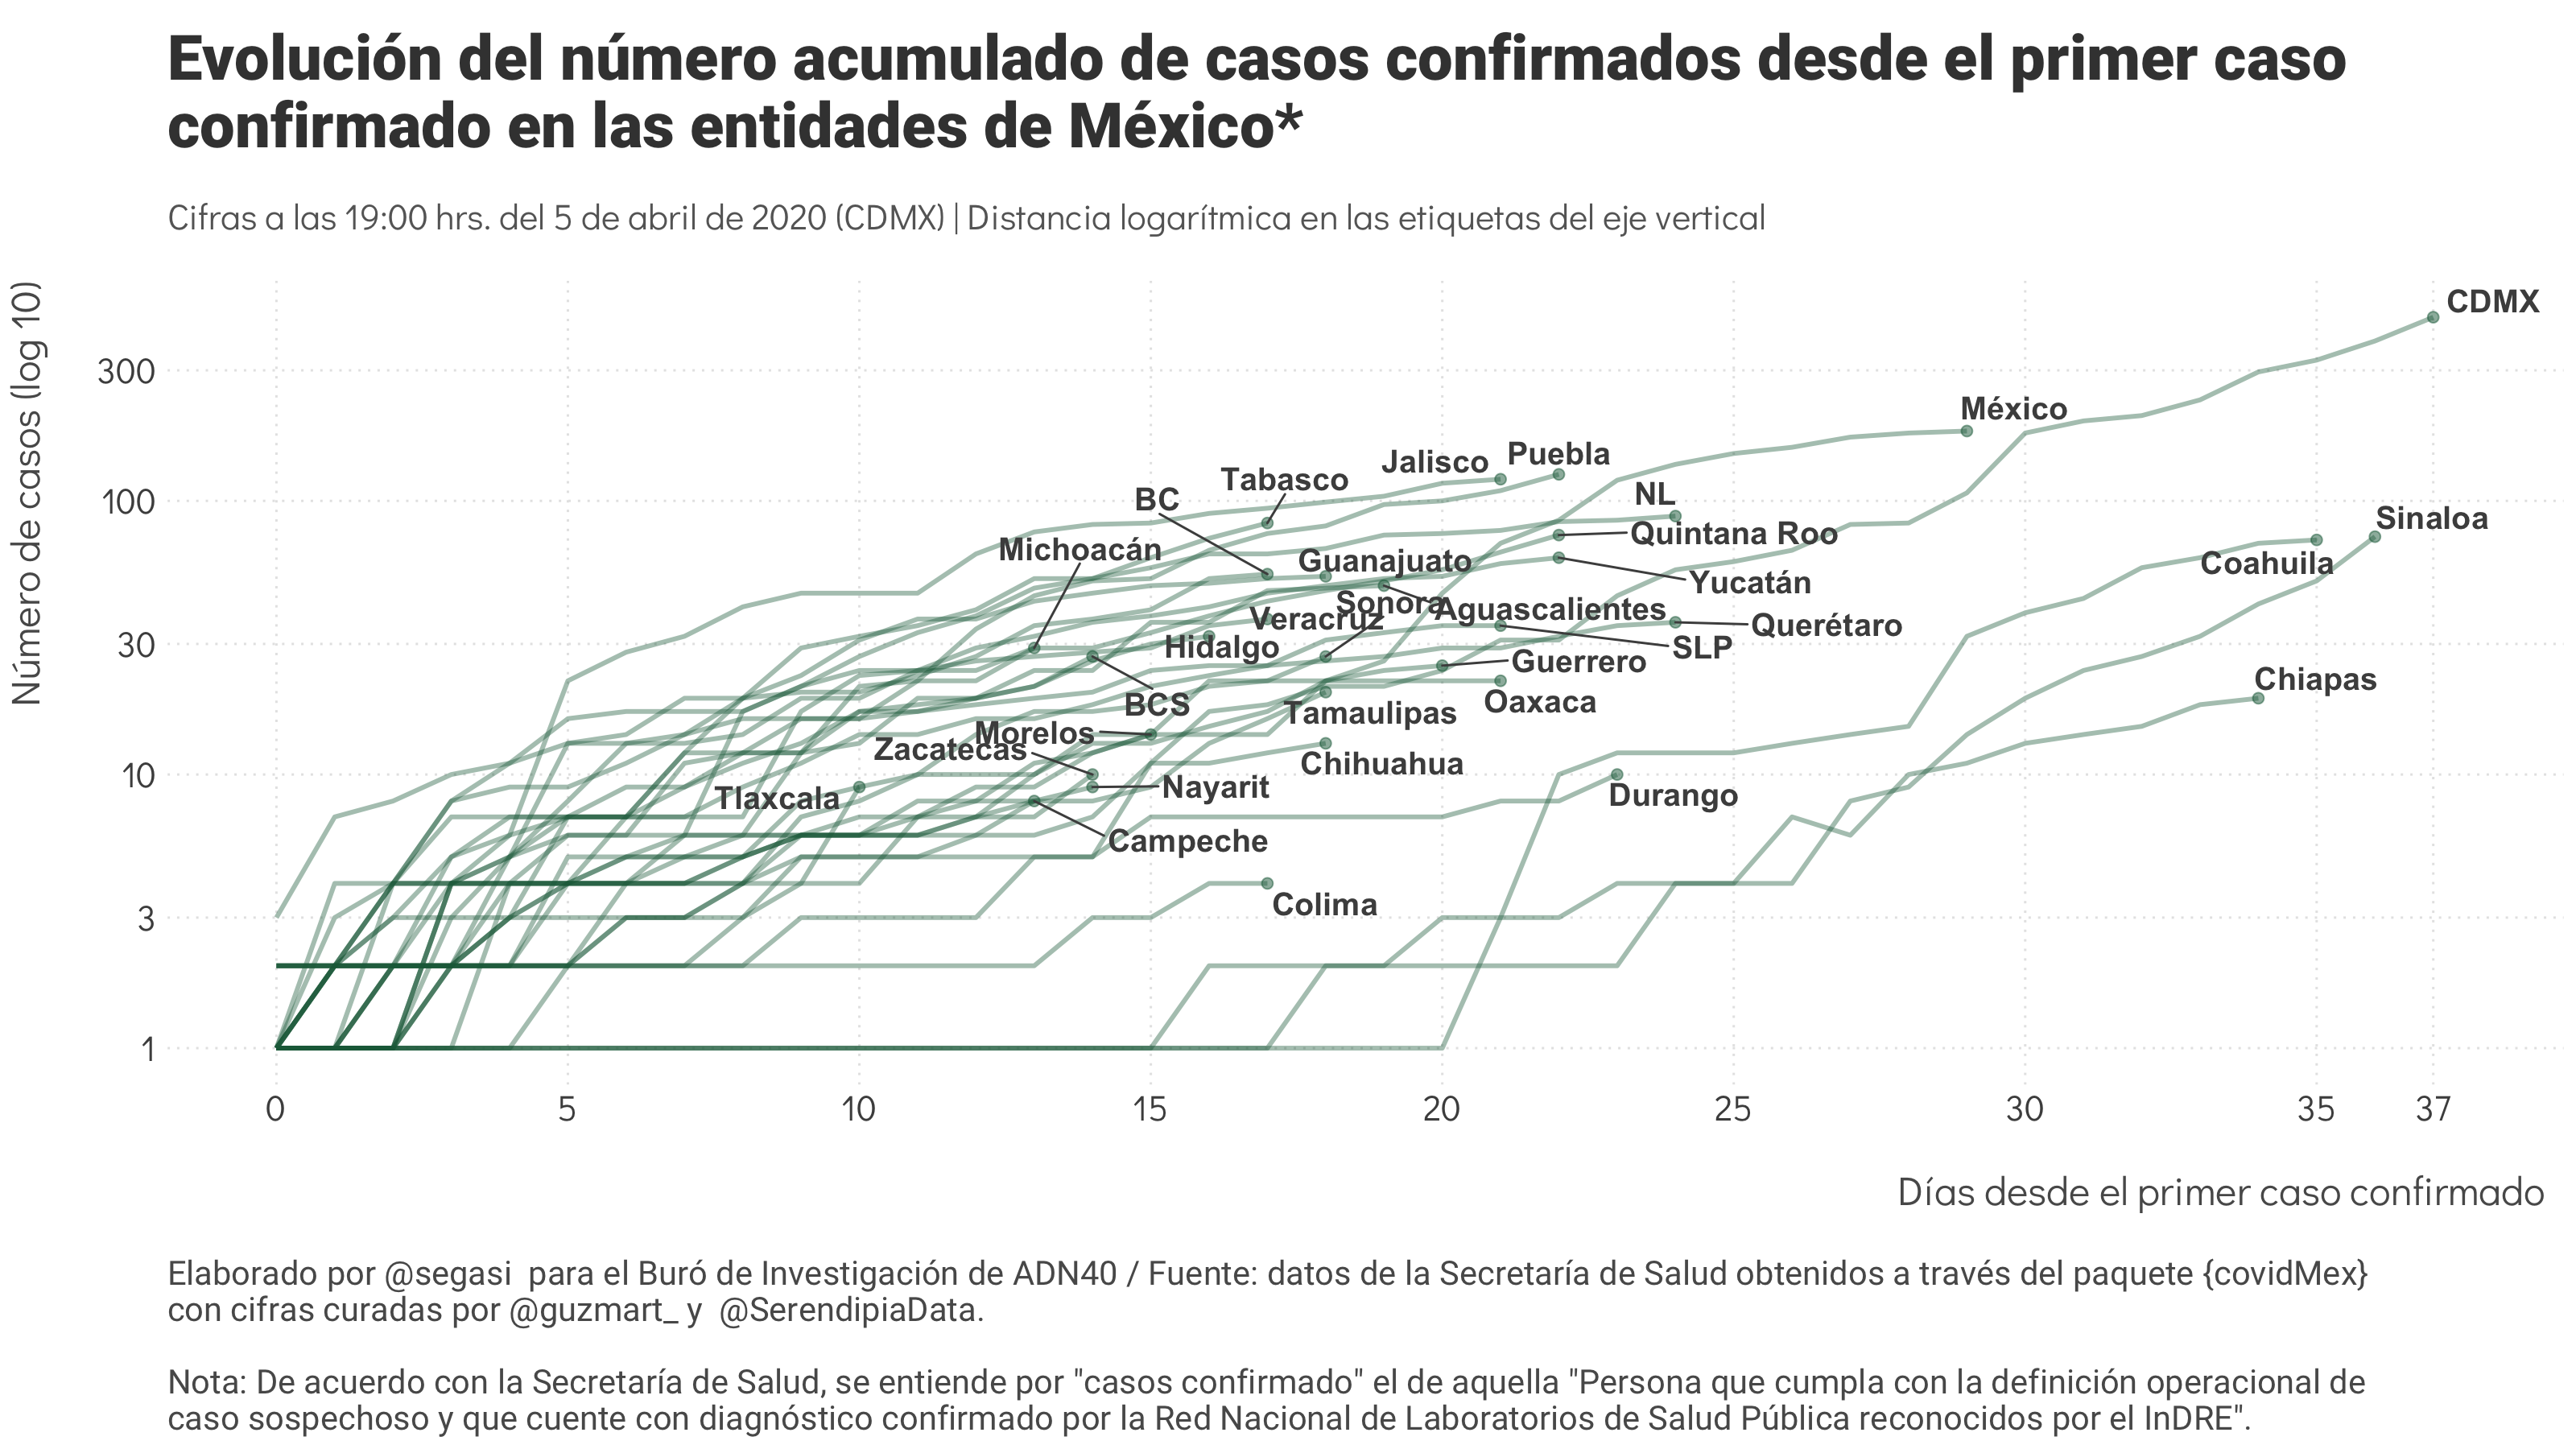 Evolución del número acumulado de casos confirmados desde el primer caso
confirmado en las entidades de México*
Cifras a las 19:00 hrs. del 5 de abril de 2020 (CDMX) | Distancia logarítmica en las etiquetas del eje vertical
Número de casos (log 10)
300
100
30
10
3
1
CDMX
México
Puebla
Jalisco
Tabasco
BC
NL
Sinaloa
Quintana Roo
Michoacán
Guanajuato
Coahuila
Yucatán
Sonora
Aguascalientes
Veracruz
Querétaro
Hidalgo
SLP
Guerrero
Chiapas
BCS
Oaxaca
Tamaulipas
Morelos
Zacatecas
Chihuahua
Nayarit
Tlaxcala
Durango
Campeche
Colima
0
5
10
15
20
25
30
35
37
Días desde el primer caso confirmado
Elaborado por @segasi  para el Buró de Investigación de ADN40 / Fuente: datos de la Secretaría de Salud obtenidos a través del paquete {covidMex}
con cifras curadas por @guzmart_ y  @SerendipiaData.
Nota: De acuerdo con la Secretaría de Salud, se entiende por "casos confirmado" el de aquella "Persona que cumpla con la definición operacional de
caso sospechoso y que cuente con diagnóstico confirmado por la Red Nacional de Laboratorios de Salud Pública reconocidos por el InDRE".